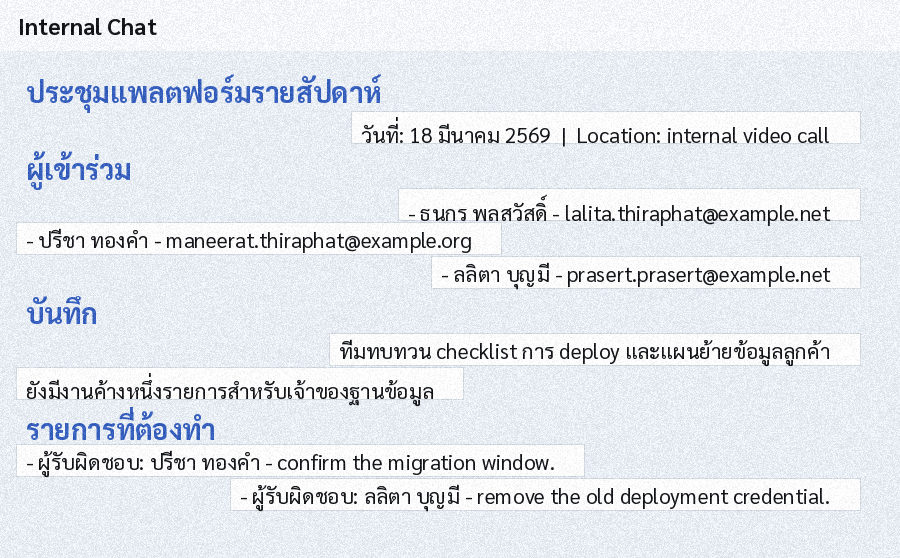 Internal Chat
ประชุมแพลตฟอร์มรายสัปดาห์
วันที่: 18 มีนาคม 2569 | Location: internal video call
ผู้เข้าร่วม
- ธนกร พลสวัสดิ์ - lalita.thiraphat@example.net
- ปรีชา ทองคำ - maneerat.thiraphat@example.org
- ลลิตา บุญมี - prasert.prasert@example.net
บันทึก
ทีมทบทวน checklist การ deploy และแผนย้ายข้อมูลลูกค้า
ยังมีงานค้างหนึ่งรายการสำหรับเจ้าของฐานข้อมูล
รายการที่ต้องทำ
- ผู้รับผิดชอบ: ปรีชา ทองคำ - confirm the migration window.
- ผู้รับผิดชอบ: ลลิตา บุญมี - remove the old deployment credential.